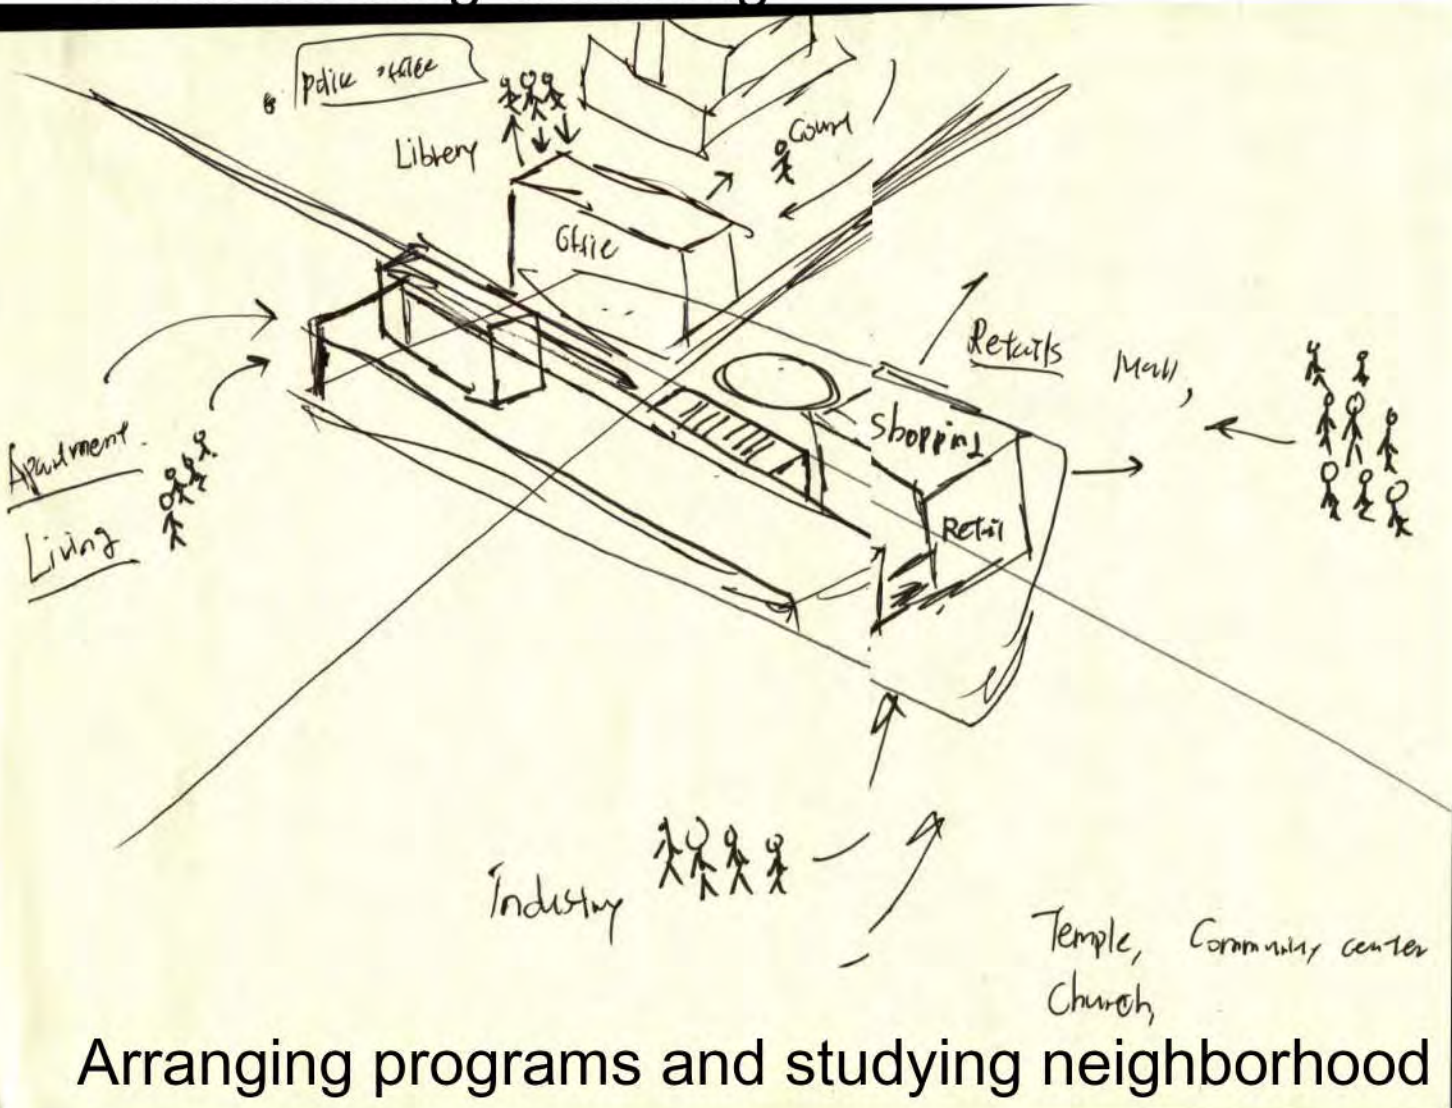 Police office
Library
Court
Office
Retails Mall,
Shopping
Retail
Apartment.
Living
Industry
Temple, Community center
Church,
Arranging programs and studying neighborhood